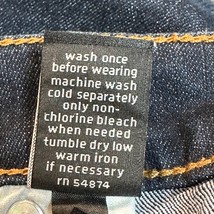 wash once
before wearing
machine wash
cold separately
only non-
chlorine bleach
when needed
tumble dry low
warm iron
if necessary
rn 54874